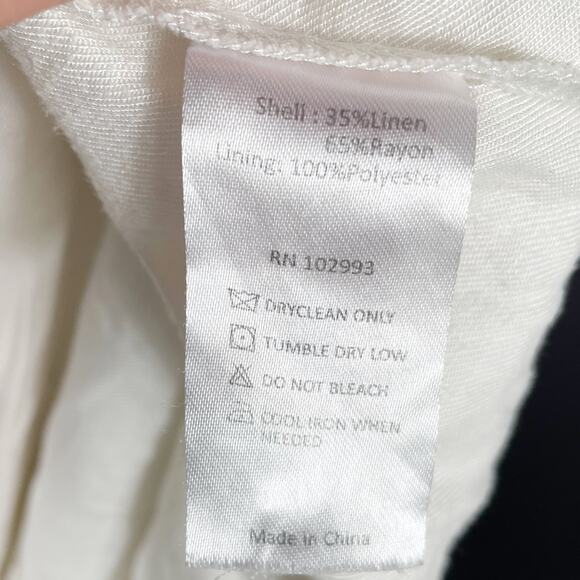 Shell : 35%Linen
65%Rayon
Lining: 100%Polyester
RN 102993
DRYCLEAN ONLY
TUMBLE DRY LOW
DO NOT BLEACH
COOL IRON WHEN
NEEDED
Made in China